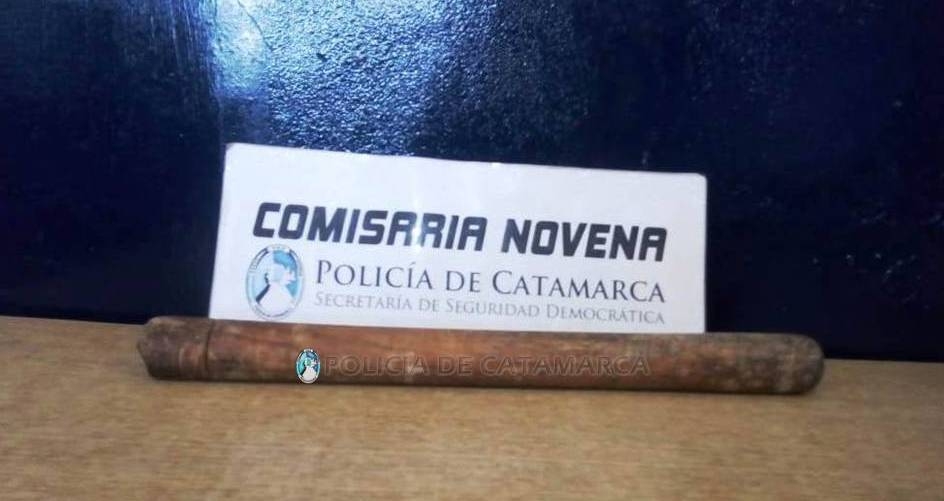 COMISARIA NOVENA
POLICÍA DE CATAMARCA
SECRETARÍA DE SEGURIDAD DEMOCRÁTICA
POLICÍA DE CATAMARCA